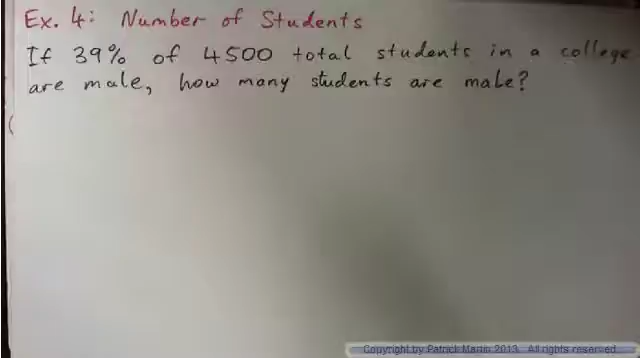 Ex. 4: Number of Students
If 39% of 4500 total students in a college
are male, how many students are male?
(
Copyright by Patrick Martin 2013. All rights reserved.